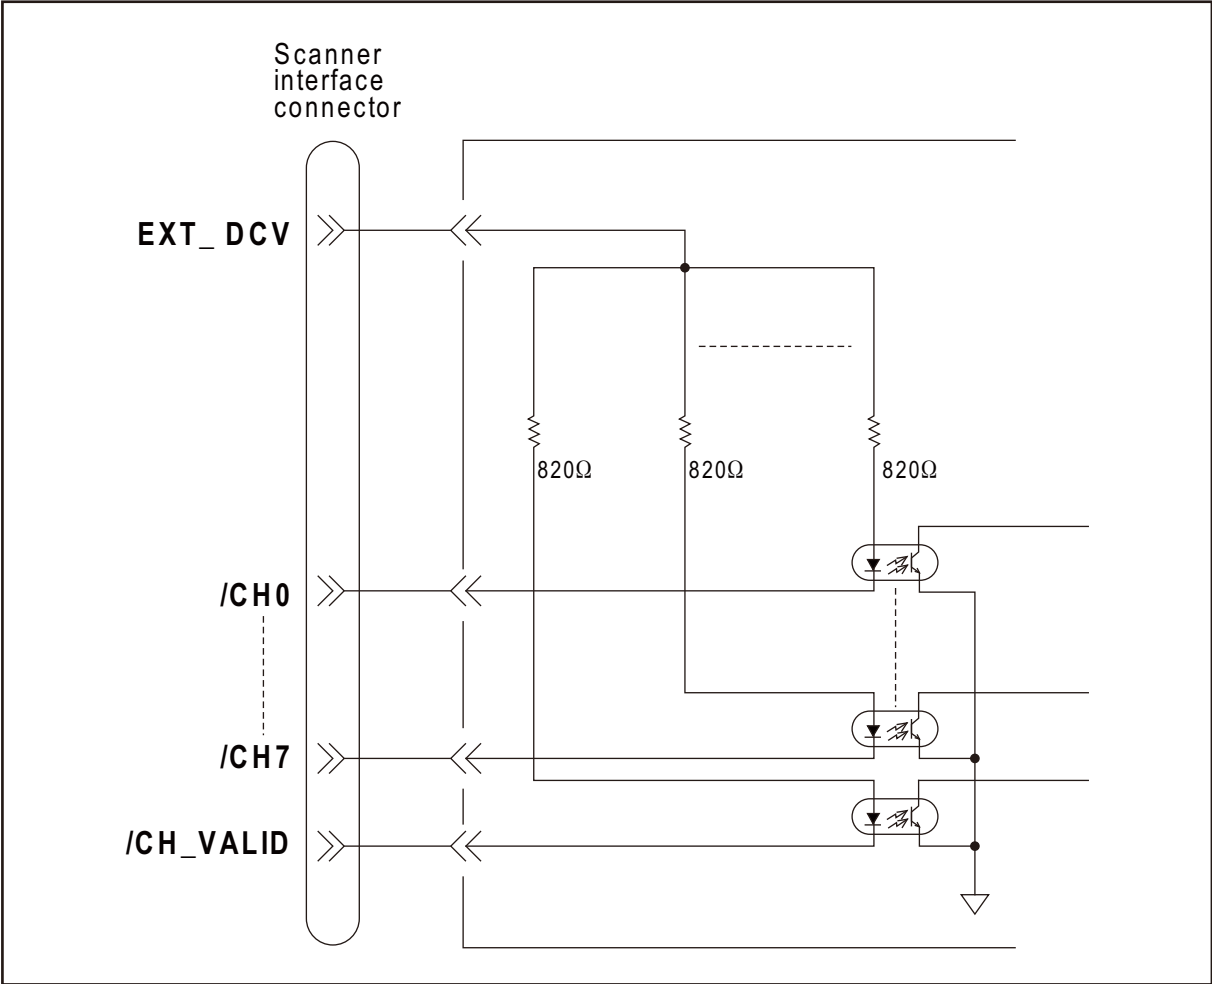 Scanner
interface
connector
EXT_ DCV
820Ω
820Ω
820Ω
/CH0
/CH7
/CH_VALID